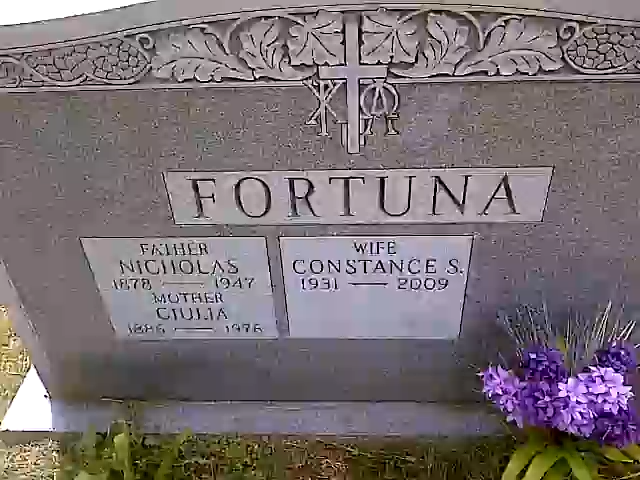 FORTUNA
FATHER
NICHOLAS
1878 — 1947
MOTHER
GIULIA
1886 — 1976
WIFE
CONSTANCE S.
1931 — 2009